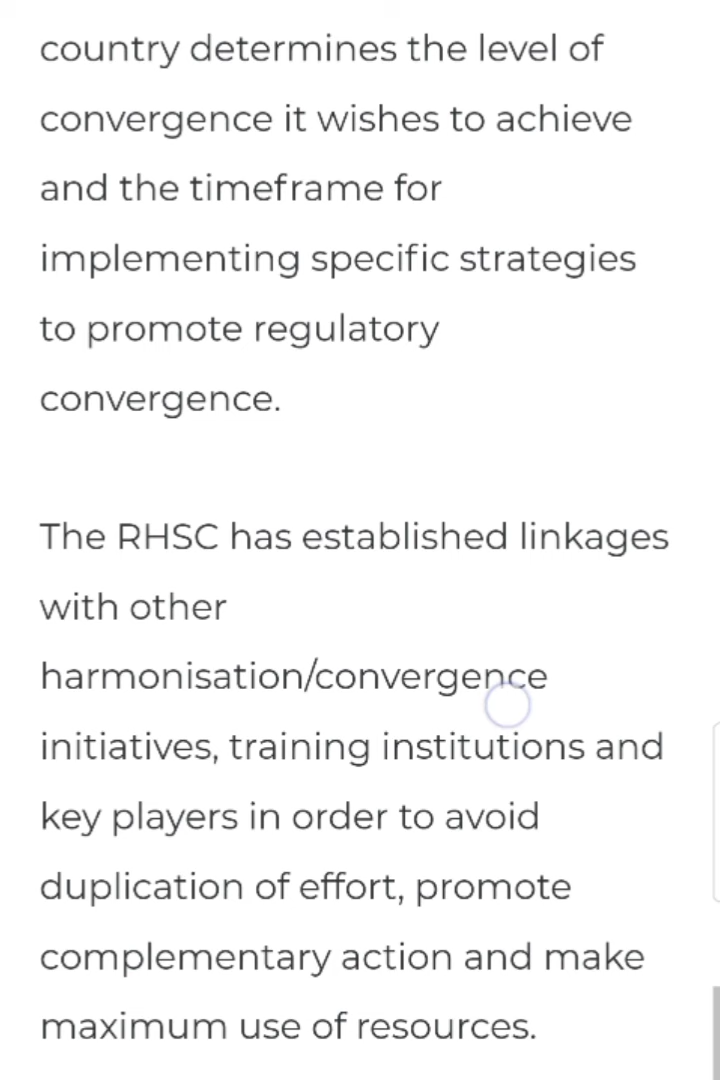 country determines the level of
convergence it wishes to achieve
and the timeframe for
implementing specific strategies
to promote regulatory
convergence.
The RHSC has established linkages
with other
harmonisation/convergence
initiatives, training institutions and
key players in order to avoid
duplication of effort, promote
complementary action and make
maximum use of resources.